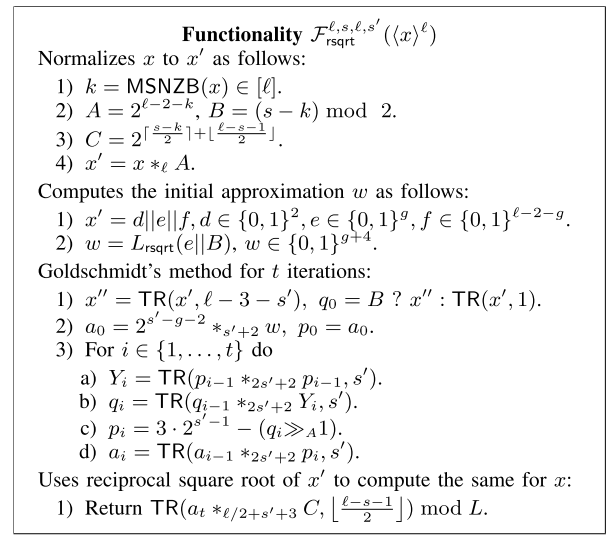 Functionality $\mathcal{F}_{\mathsf{rsqrt}}^{\ell,s,\ell,s'}(\langle x\rangle^{\ell})$
Normalizes $x$ to $x'$ as follows:
1) $k = \mathsf{MSNZB}(x) \in [\ell]$.
2) $A = 2^{\ell-2-k}$, $B = (s-k) \bmod 2$.
3) $C = 2^{\lceil \frac{s-k}{2} \rceil + \lfloor \frac{\ell-s-1}{2} \rfloor}$.
4) $x' = x *_{\ell} A$.
Computes the initial approximation $w$ as follows:
1) $x' = d||e||f, d \in \{0,1\}^2, e \in \{0,1\}^g, f \in \{0,1\}^{\ell-2-g}$.
2) $w = L_{\mathsf{rsqrt}}(e||B), w \in \{0,1\}^{g+4}$.
Goldschmidt's method for $t$ iterations:
1) $x'' = \mathsf{TR}(x', \ell-3-s')$, $q_0 = B\ ?\ x'' : \mathsf{TR}(x', 1)$.
2) $a_0 = 2^{s'-g-2} *_{s'+2} w$, $p_0 = a_0$.
3) For $i \in \{1, \ldots, t\}$ do
a) $Y_i = \mathsf{TR}(p_{i-1} *_{2s'+2} p_{i-1}, s')$.
b) $q_i = \mathsf{TR}(q_{i-1} *_{2s'+2} Y_i, s')$.
c) $p_i = 3 \cdot 2^{s'-1} - (q_i \gg_A 1)$.
d) $a_i = \mathsf{TR}(a_{i-1} *_{2s'+2} p_i, s')$.
Uses reciprocal square root of $x'$ to compute the same for $x$:
1) Return $\mathsf{TR}(a_t *_{\ell/2+s'+3} C, \lfloor \frac{\ell-s-1}{2} \rfloor) \bmod L$.